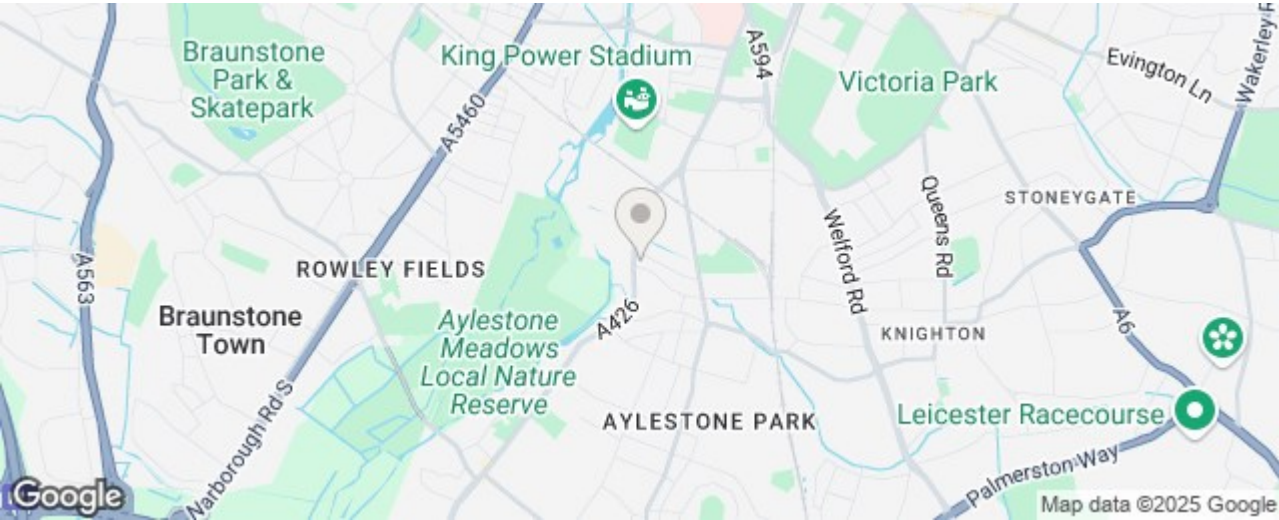 Braunstone
Park &
Skatepark
King Power Stadium
A594
Victoria Park
Evington Ln
A5460
STONEYGATE
Queens Rd
Welford Rd
A563
ROWLEY FIELDS
Braunstone
Town
Aylestone
Meadows
Local Nature
Reserve
A426
KNIGHTON
A6
AYLESTONE PARK
Leicester Racecourse
Narborough Rd S
Palmerston Way
Google
Map data ©2025 Google